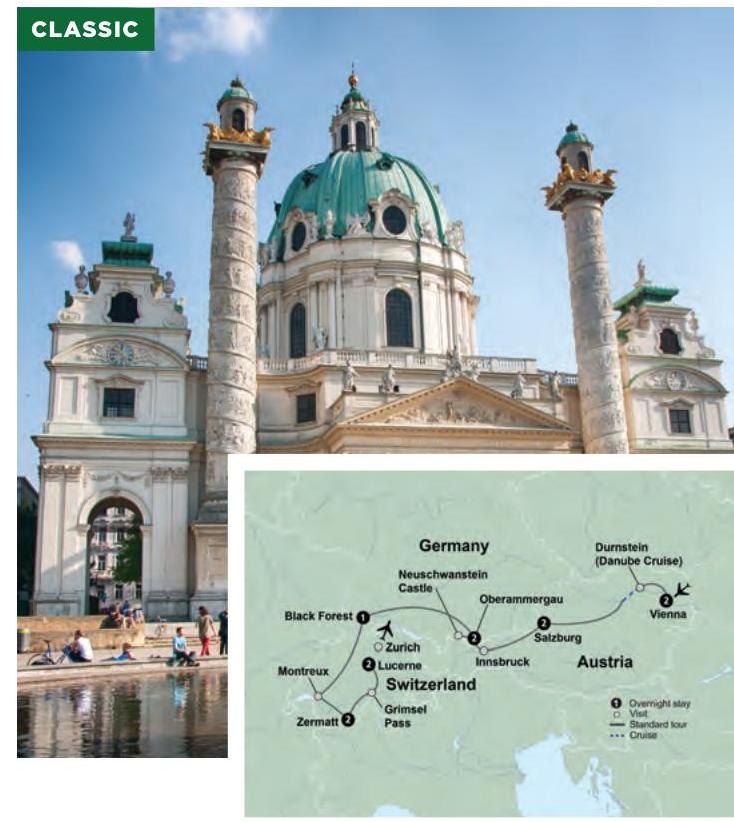 CLASSIC
Germany
Durnstein
(Danube Cruise)
Neuschwanstein
Castle
Oberammergau
Black Forest 1
2
Vienna
2
2
Salzburg
Zurich
Innsbruck
Austria
2 Lucerne
Montreux
Switzerland
Grimsel
Pass
Zermatt 2
1 Overnight stay
Visit
Standard tour
Cruise